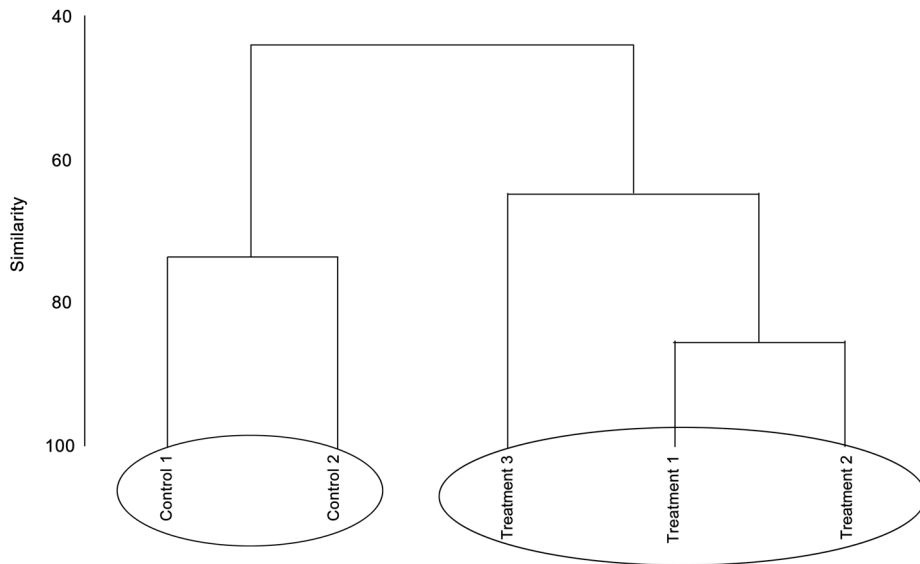 40
60
80
100
Similarity
Control 1
Control 2
Treatment 3
Treatment 1
Treatment 2